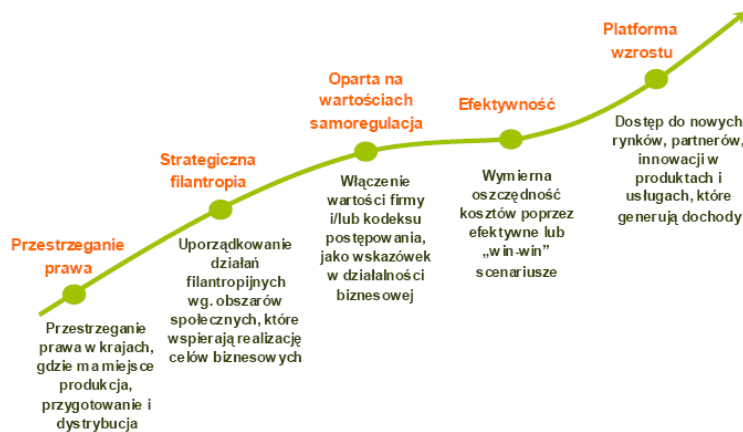 Przestrzeganie
prawa
Przestrzeganie
prawa w krajach,
gdzie ma miejsce
produkcja,
przygotowanie i
dystrybucja
Strategiczna
filantropia
Uporządkowanie
działań
filantropijnych
wg. obszarów
społecznych, które
wspierają realizację
celów biznesowych
Oparta na
wartościach
samoregulacja
Włączenie
wartości firmy
i/lub kodeksu
postępowania,
jako wskazówek
w działalności
biznesowej
Efektywność
Wymierna
oszczędność
kosztów poprzez
efektywne lub
„win-win”
scenariusze
Platforma
wzrostu
Dostęp do nowych
rynków, partnerów,
innowacji w
produktach i
usługach, które
generują dochody